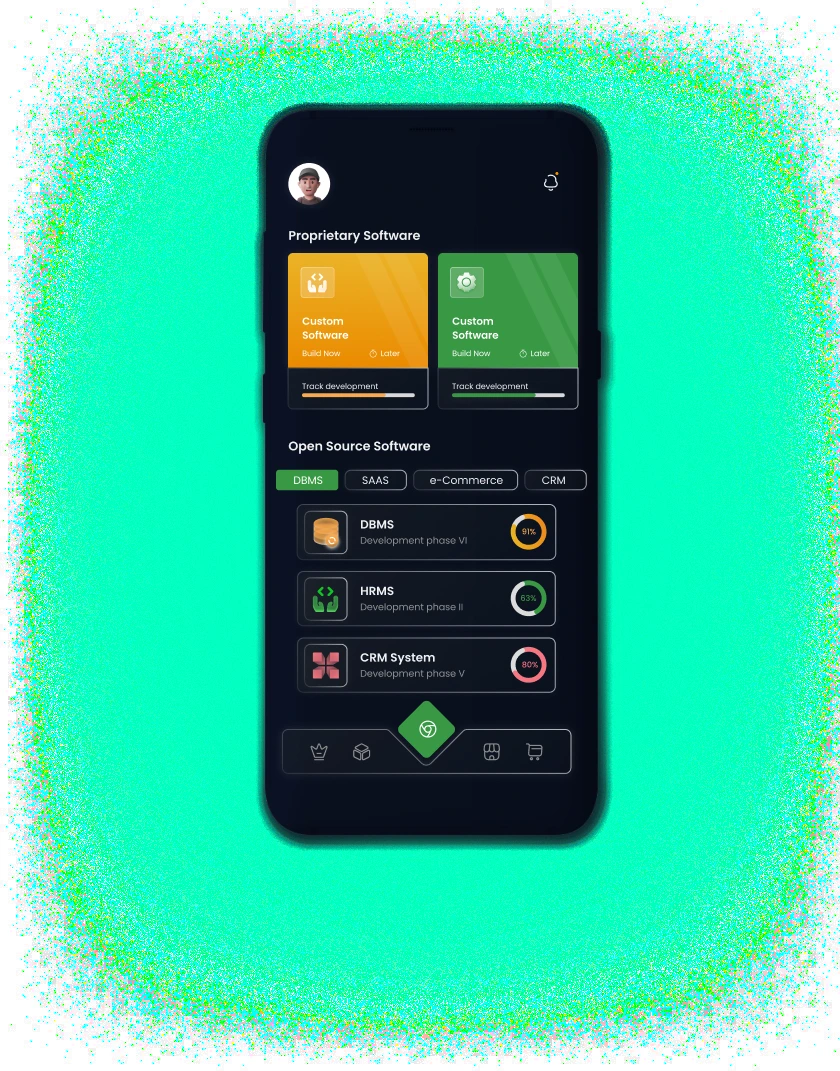 Proprietary Software
Custom
Software
Build Now
Later
Track development
Custom
Software
Build Now
Later
Track development
Open Source Software
DBMS
SAAS
e-Commerce
CRM
DBMS
Development phase VI
91%
HRMS
Development phase II
63%
CRM System
Development phase V
80%